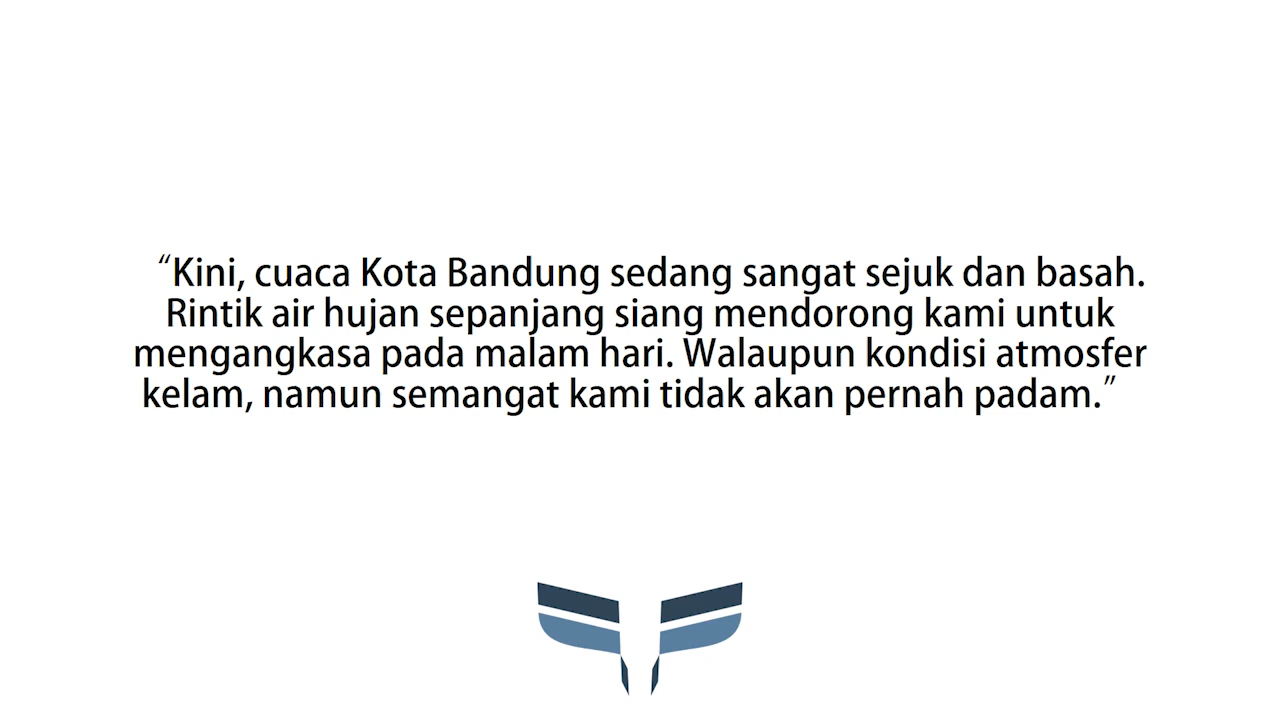 “Kini, cuaca Kota Bandung sedang sangat sejuk dan basah.
Rintik air hujan sepanjang siang mendorong kami untuk
mengangkasa pada malam hari. Walaupun kondisi atmosfer
kelam, namun semangat kami tidak akan pernah padam.”